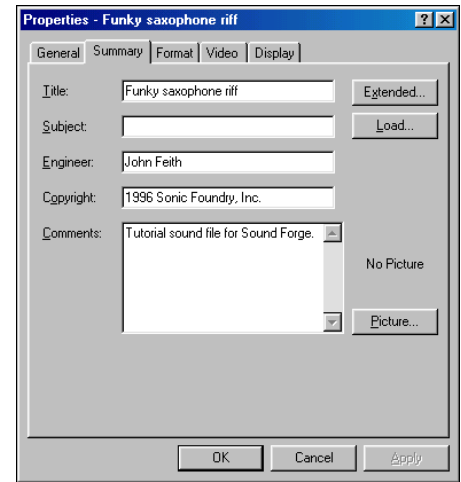 Properties - Funky saxophone riff
General Summary Format Video Display
Title: Funky saxophone riff Extended...
Subject: Load...
Engineer: John Feith
Copyright: 1996 Sonic Foundry, Inc.
Comments: Tutorial sound file for Sound Forge.
No Picture
Picture...
OK Cancel Apply